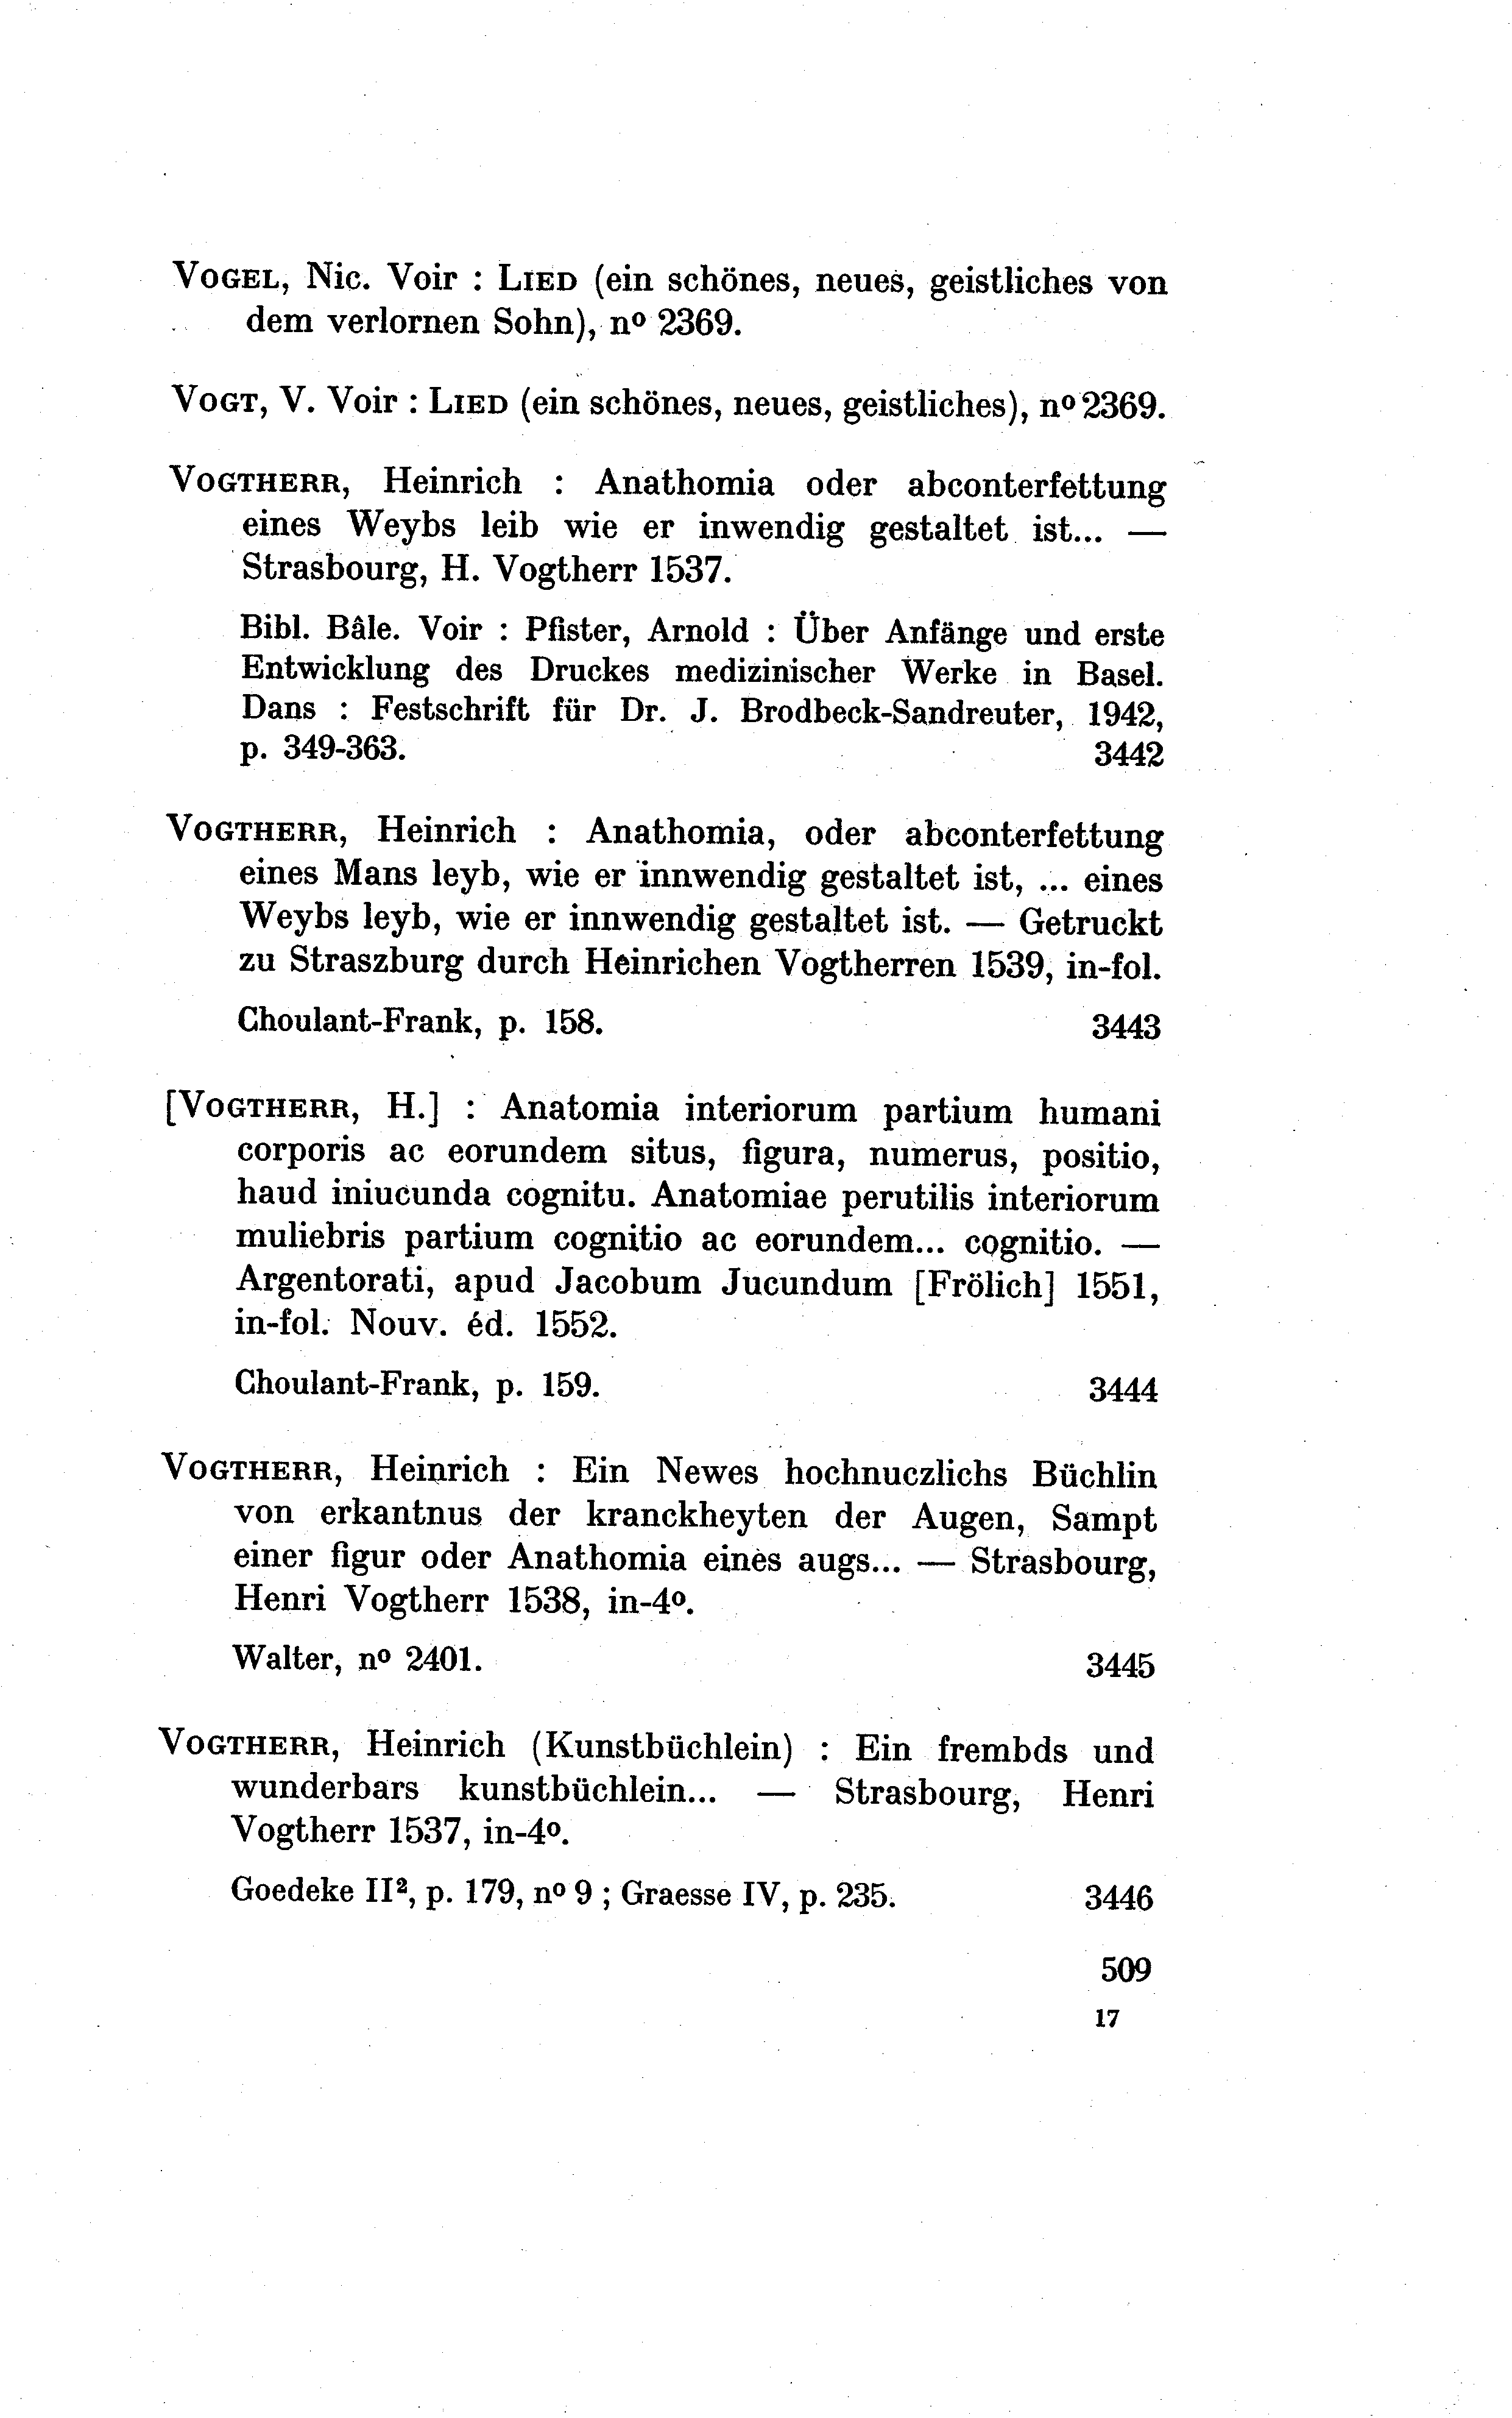 VOGEL, Nic. Voir : LIED (ein schönes, neues, geistliches von
dem verlornen Sohn), nº 2369.
VOGT, V. Voir : LIED (ein schönes, neues, geistliches), nº 2369.
VOGTHERR, Heinrich : Anathomia oder abconterfettung
eines Weybs leib wie er inwendig gestaltet ist... —
Strasbourg, H. Vogtherr 1537.
Bibl. Bâle. Voir : Pfister, Arnold : Über Anfänge und erste
Entwicklung des Druckes medizinischer Werke in Basel.
Dans : Festschrift für Dr. J. Brodbeck-Sandreuter, 1942,
p. 349-363. 3442
VOGTHERR, Heinrich : Anathomia, oder abconterfettung
eines Mans leyb, wie er innwendig gestaltet ist, ... eines
Weybs leyb, wie er innwendig gestaltet ist. — Getruckt
zu Straszburg durch Heinrichen Vogtherren 1539, in-fol.
Choulant-Frank, p. 158. 3443
[VOGTHERR, H.] : Anatomia interiorum partium humani
corporis ac eorundem situs, figura, numerus, positio,
haud iniucunda cognitu. Anatomiae perutilis interiorum
muliebris partium cognitio ac eorundem... cognitio. —
Argentorati, apud Jacobum Jucundum [Frölich] 1551,
in-fol. Nouv. éd. 1552.
Choulant-Frank, p. 159. 3444
VOGTHERR, Heinrich : Ein Newes hochnuczlichs Büchlin
von erkantnus der kranckheyten der Augen, Sampt
einer figur oder Anathomia eines augs... — Strasbourg,
Henri Vogtherr 1538, in-4º.
Walter, nº 2401. 3445
VOGTHERR, Heinrich (Kunstbüchlein) : Ein frembds und
wunderbars kunstbüchlein... — Strasbourg, Henri
Vogtherr 1537, in-4º.
Goedeke II², p. 179, nº 9 ; Graesse IV, p. 235. 3446
509
17